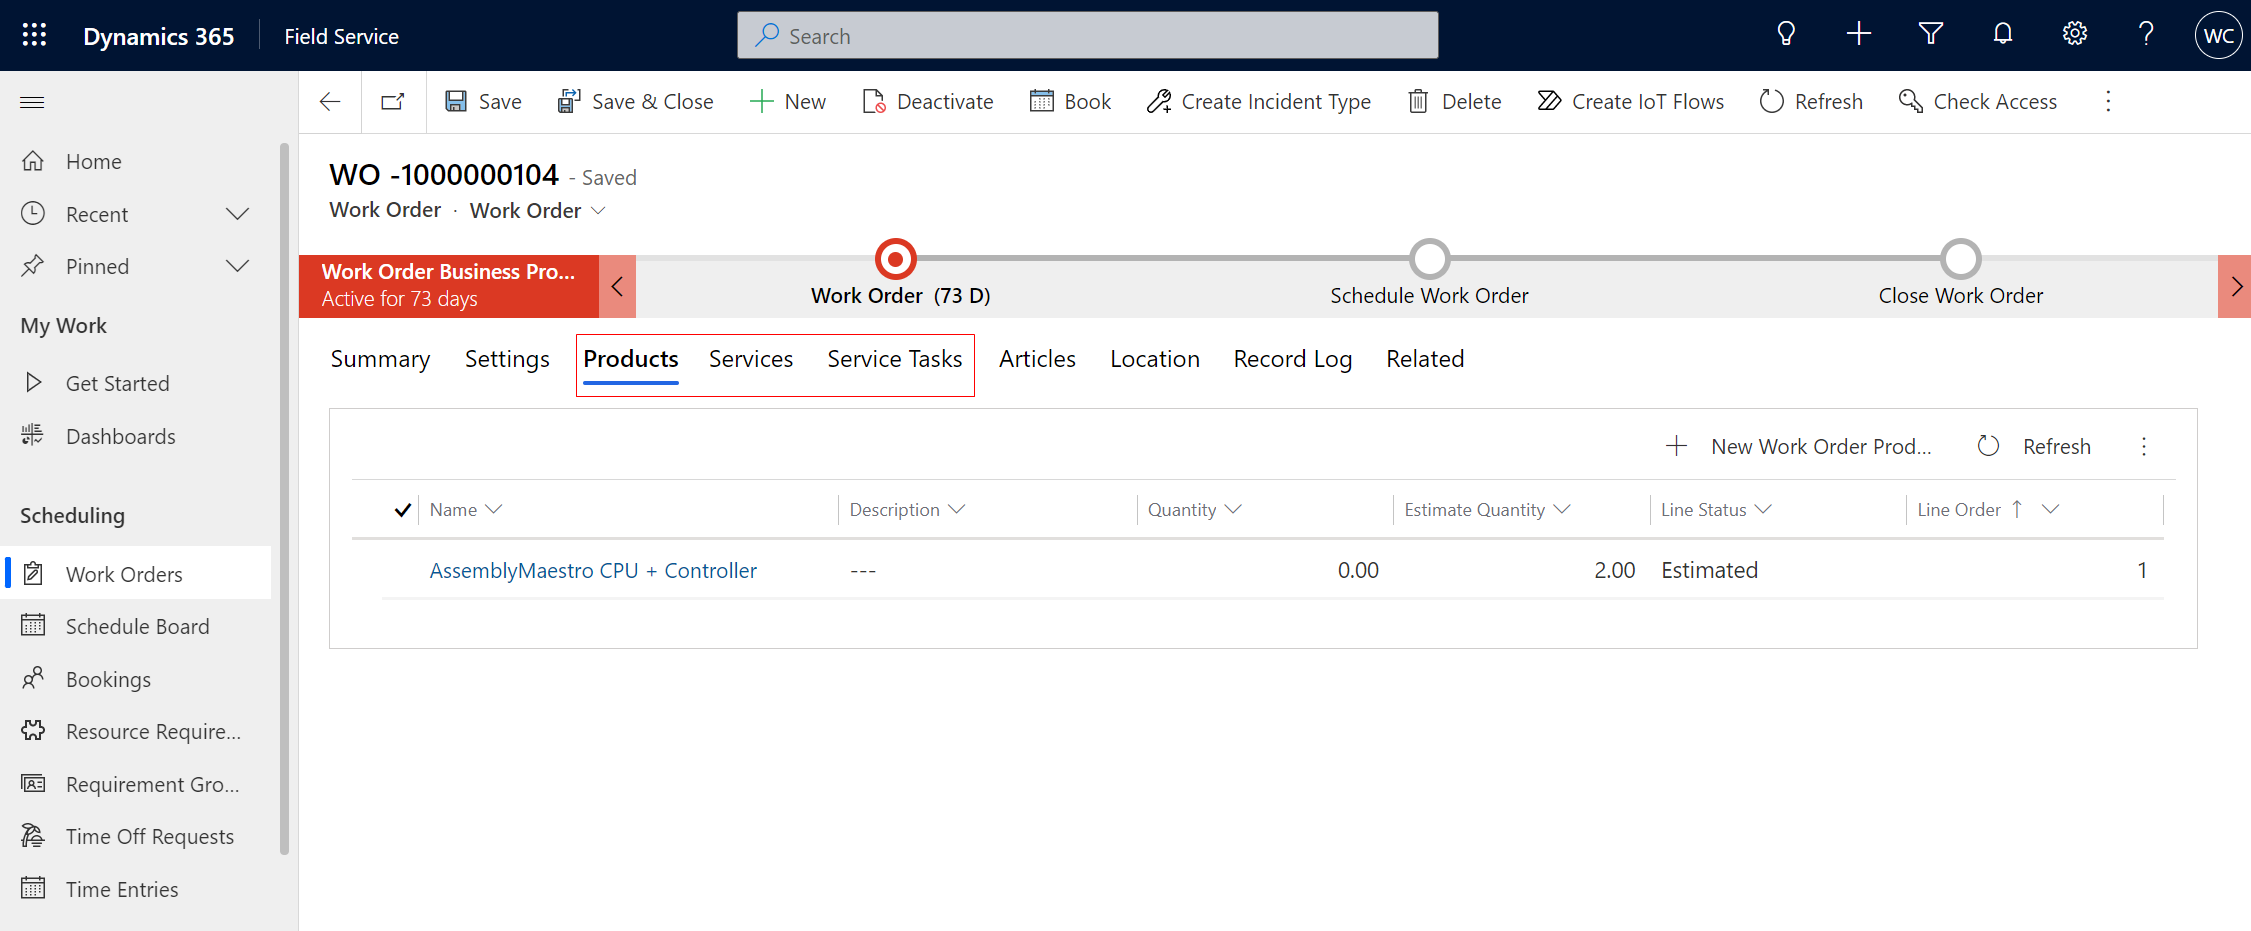 Dynamics 365
Field Service
Search
WC
Save
Save & Close
New
Deactivate
Book
Create Incident Type
Delete
Create IoT Flows
Refresh
Check Access
Home
Recent
Pinned
My Work
Get Started
Dashboards
Scheduling
Work Orders
Schedule Board
Bookings
Resource Require...
Requirement Gro...
Time Off Requests
Time Entries
WO -1000000104 - Saved
Work Order · Work Order
Work Order Business Pro...
Active for 73 days
Work Order (73 D)
Schedule Work Order
Close Work Order
Summary
Settings
Products
Services
Service Tasks
Articles
Location
Record Log
Related
New Work Order Prod...
Refresh
Name
Description
Quantity
Estimate Quantity
Line Status
Line Order
AssemblyMaestro CPU + Controller
---
0.00
2.00
Estimated
1